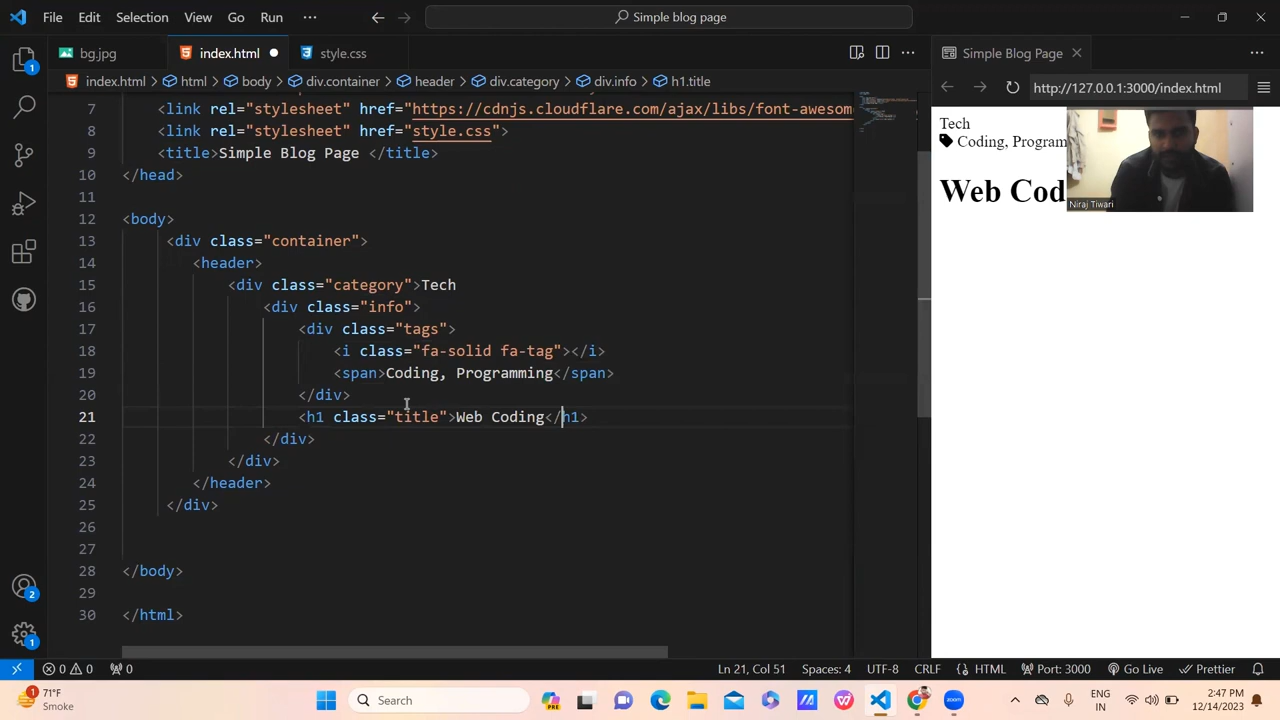 File Edit Selection View Go Run ··· Simple blog page
bg.jpg index.html style.css Simple Blog Page
index.html > html > body > div.container > header > div.category > div.info > h1.title http://127.0.0.1:3000/index.html
7 <link rel="stylesheet" href="https://cdnjs.cloudflare.com/ajax/libs/font-awesom
8 <link rel="stylesheet" href="style.css">
9 <title>Simple Blog Page </title>
10 </head>
11
12 <body>
13 <div class="container">
14 <header>
15 <div class="category">Tech
16 <div class="info">
17 <div class="tags">
18 <i class="fa-solid fa-tag"></i>
19 <span>Coding, Programming</span>
20 </div>
21 <h1 class="title">Web Coding</h1>
22 </div>
23 </div>
24 </header>
25 </div>
26
27
28 </body>
29
30 </html>
Tech
Coding, Program
Web Cod
Niraj Tiwari
1
2
1
0 0 0 Ln 21, Col 51 Spaces: 4 UTF-8 CRLF HTML Port: 3000 Go Live Prettier
1 71°F
Smoke
Search
PRE
ENG
IN
2:47 PM
12/14/2023